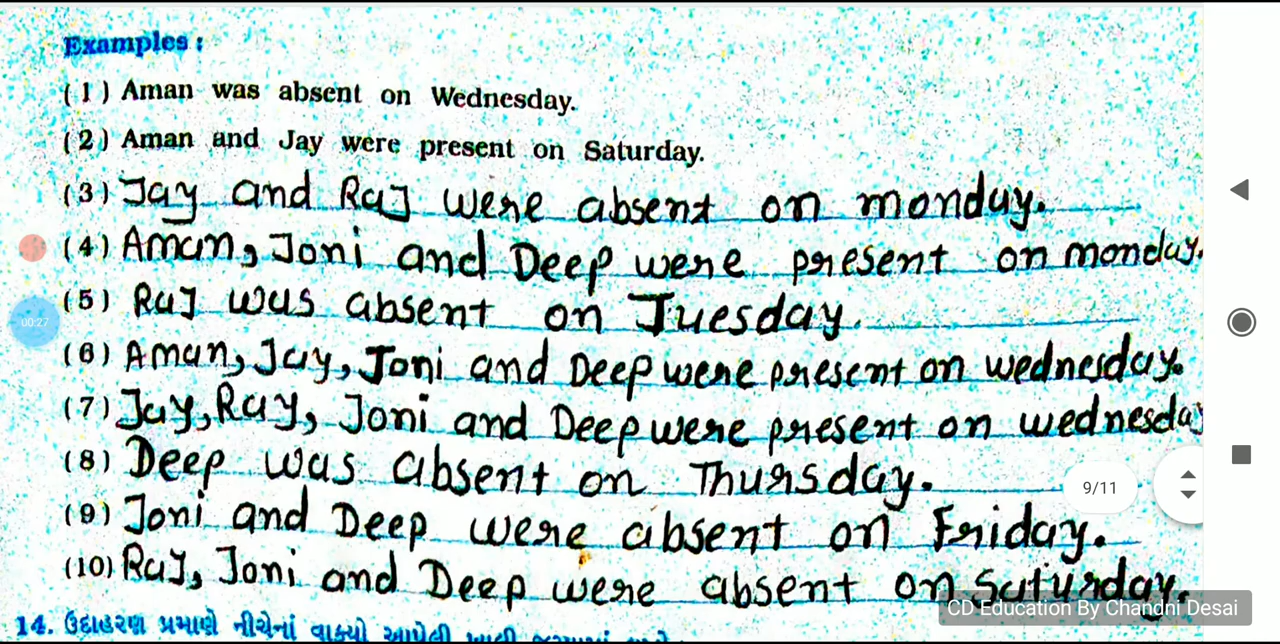 Examples :
(1) Aman was absent on Wednesday.
(2) Aman and Jay were present on Saturday.
(3) Jay and Raj were absent on monday.
(4) Aman, Joni and Deep were present on monday.
(5) Raj was absent on Tuesday.
00:27
(6) Aman, Jay, Joni and Deep were present on wednesday.
(7) Jay, Ray, Joni and Deep were present on wednesday
(8) Deep was absent on Thursday.
9/11
(9) Joni and Deep were absent on Friday.
(10) Raj, Joni and Deep were absent on Saturday.
CD Education By Chandni Desai
14. ઉદાહરણ પ્રમાણે નીચેનાં વાક્યો આપેલી